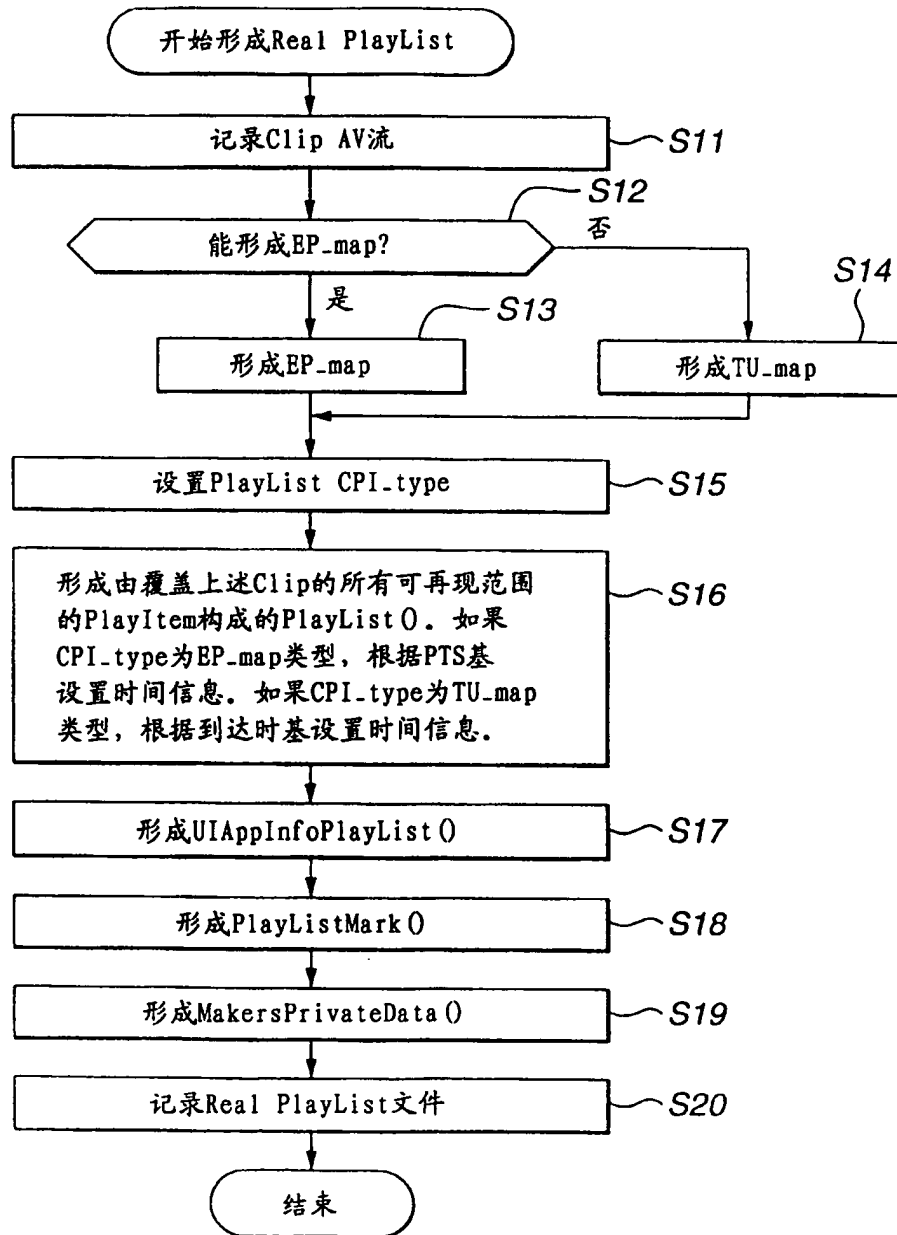 开始形成Real PlayList
记录Clip AV流
S11
S12
能形成EP_map?
否
是
S13
S14
形成EP_map
形成TU_map
设置PlayList CPI_type
S15
形成由覆盖上述Clip的所有可再现范围
的PlayItem构成的PlayList()。如果
CPI_type为EP_map类型，根据PTS基
设置时间信息。如果CPI_type为TU_map
类型，根据到达时基设置时间信息。
S16
形成UIAppInfoPlayList()
S17
形成PlayListMark()
S18
形成MakersPrivateData()
S19
记录Real PlayList文件
S20
结束